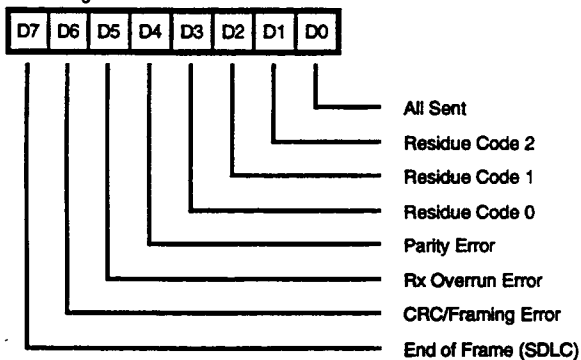 D7 D6 D5 D4 D3 D2 D1 D0
All Sent
Residue Code 2
Residue Code 1
Residue Code 0
Parity Error
Rx Overrun Error
CRC/Framing Error
End of Frame (SDLC)